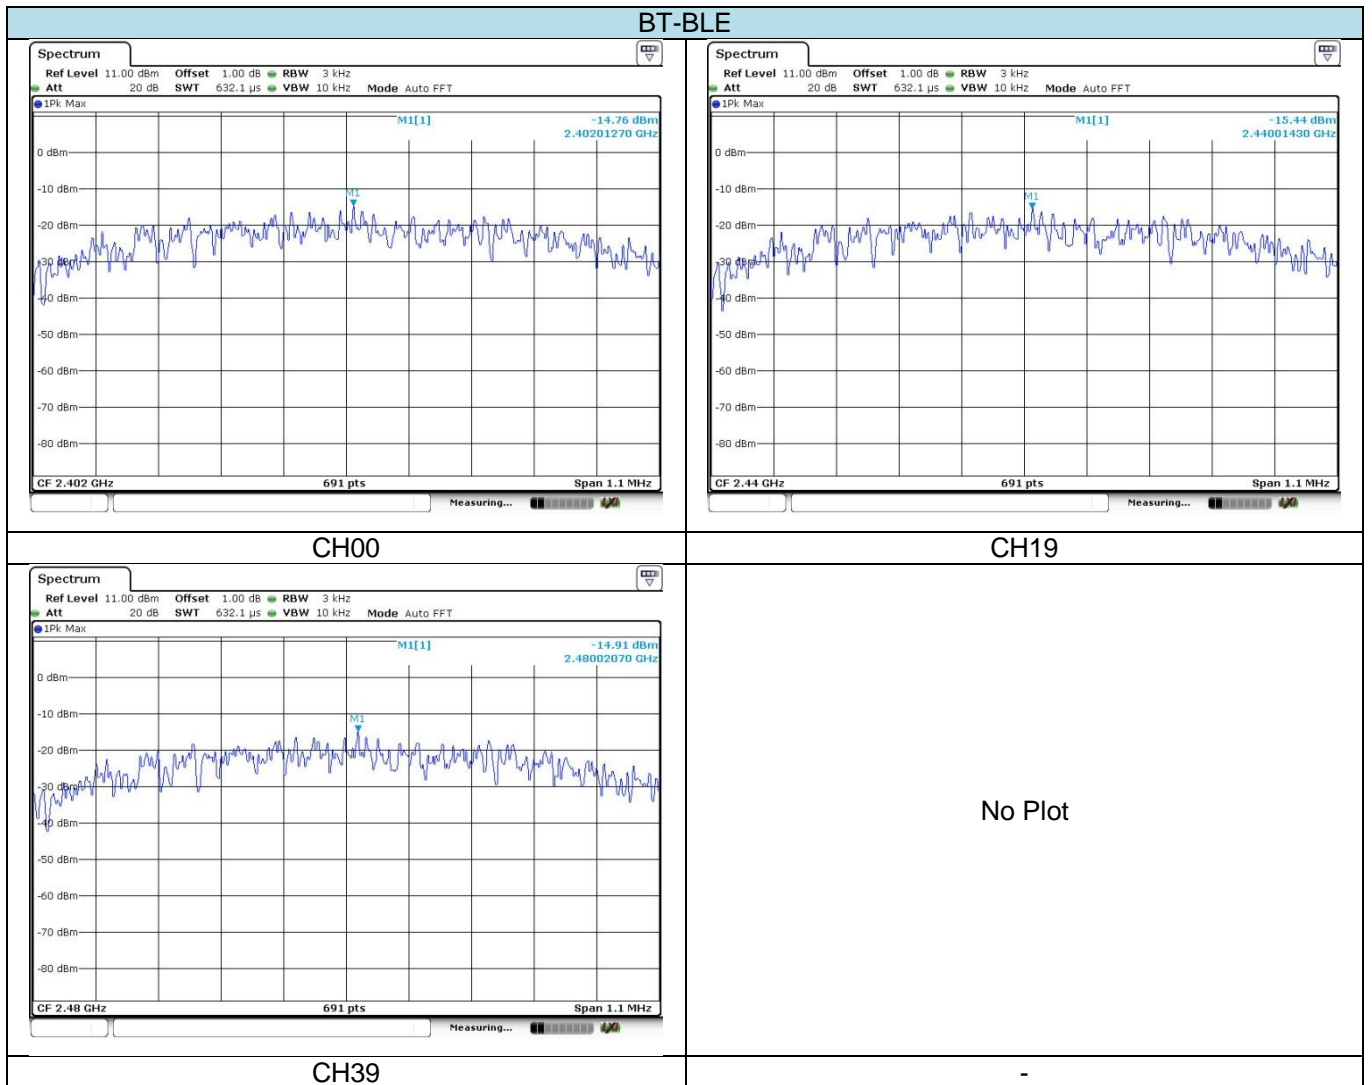 BT-BLE
Spectrum
Ref Level 11.00 dBm Offset 1.00 dB RBW 3 kHz
Att 20 dB SWT 632.1 µs VBW 10 kHz Mode Auto FFT
1Pk Max
M1[1] -14.76 dBm
2.40201270 GHz
0 dBm
M1
-10 dBm
-20 dBm
-30 dBm
-40 dBm
-50 dBm
-60 dBm
-70 dBm
-80 dBm
CF 2.402 GHz 691 pts Span 1.1 MHz
Measuring...
CH00
Spectrum
Ref Level 11.00 dBm Offset 1.00 dB RBW 3 kHz
Att 20 dB SWT 632.1 µs VBW 10 kHz Mode Auto FFT
1Pk Max
M1[1] -15.44 dBm
2.44001430 GHz
0 dBm
-10 dBm
M1
-20 dBm
-30 dBm
-40 dBm
-50 dBm
-60 dBm
-70 dBm
-80 dBm
CF 2.44 GHz 691 pts Span 1.1 MHz
Measuring...
CH19
Spectrum
Ref Level 11.00 dBm Offset 1.00 dB RBW 3 kHz
Att 20 dB SWT 632.1 µs VBW 10 kHz Mode Auto FFT
1Pk Max
M1[1] -14.91 dBm
2.48002070 GHz
0 dBm
-10 dBm
M1
-20 dBm
-30 dBm
-40 dBm
-50 dBm
-60 dBm
-70 dBm
-80 dBm
CF 2.48 GHz 691 pts Span 1.1 MHz
Measuring...
CH39
No Plot
-